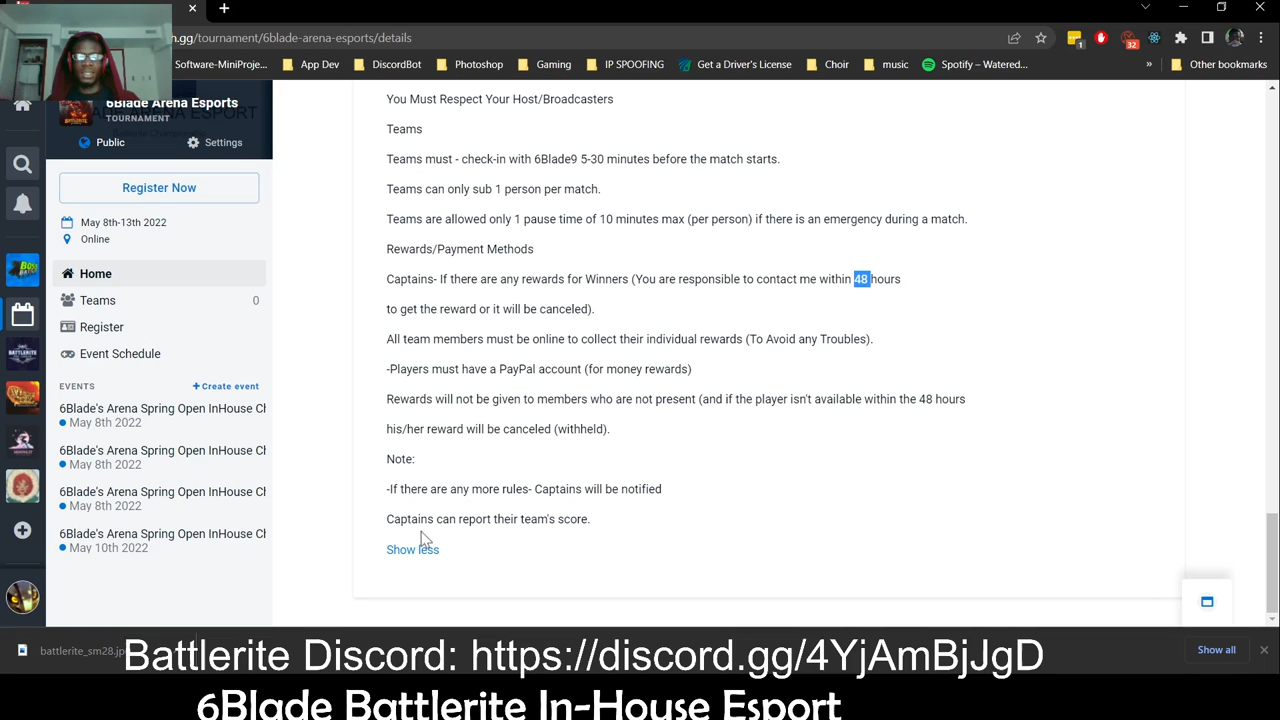 n.gg/tournament/6blade-arena-esports/details
1
32
Software-MiniProje...
App Dev
DiscordBot
Photoshop
Gaming
IP SPOOFING
Get a Driver's License
Choir
music
Spotify – Watered...
»
Other bookmarks
6Blade Arena Esports
TOURNAMENT
Public
Settings
Register Now
May 8th-13th 2022
Online
Home
Teams
0
Register
Event Schedule
EVENTS
+Create event
6Blade's Arena Spring Open InHouse Ch
May 8th 2022
6Blade's Arena Spring Open InHouse Ch
May 8th 2022
6Blade's Arena Spring Open InHouse Ch
May 8th 2022
6Blade's Arena Spring Open InHouse Ch
May 10th 2022
You Must Respect Your Host/Broadcasters
Teams
Teams must - check-in with 6Blade9 5-30 minutes before the match starts.
Teams can only sub 1 person per match.
Teams are allowed only 1 pause time of 10 minutes max (per person) if there is an emergency during a match.
Rewards/Payment Methods
Captains- If there are any rewards for Winners (You are responsible to contact me within 48 hours
to get the reward or it will be canceled).
All team members must be online to collect their individual rewards (To Avoid any Troubles).
-Players must have a PayPal account (for money rewards)
Rewards will not be given to members who are not present (and if the player isn't available within the 48 hours
his/her reward will be canceled (withheld).
Note:
-If there are any more rules- Captains will be notified
Captains can report their team's score.
Show less
battlerite_sm28.jp
Show all
Battlerite Discord: https://discord.gg/4YjAmBjJgD
6Blade Battlerite In-House Esport